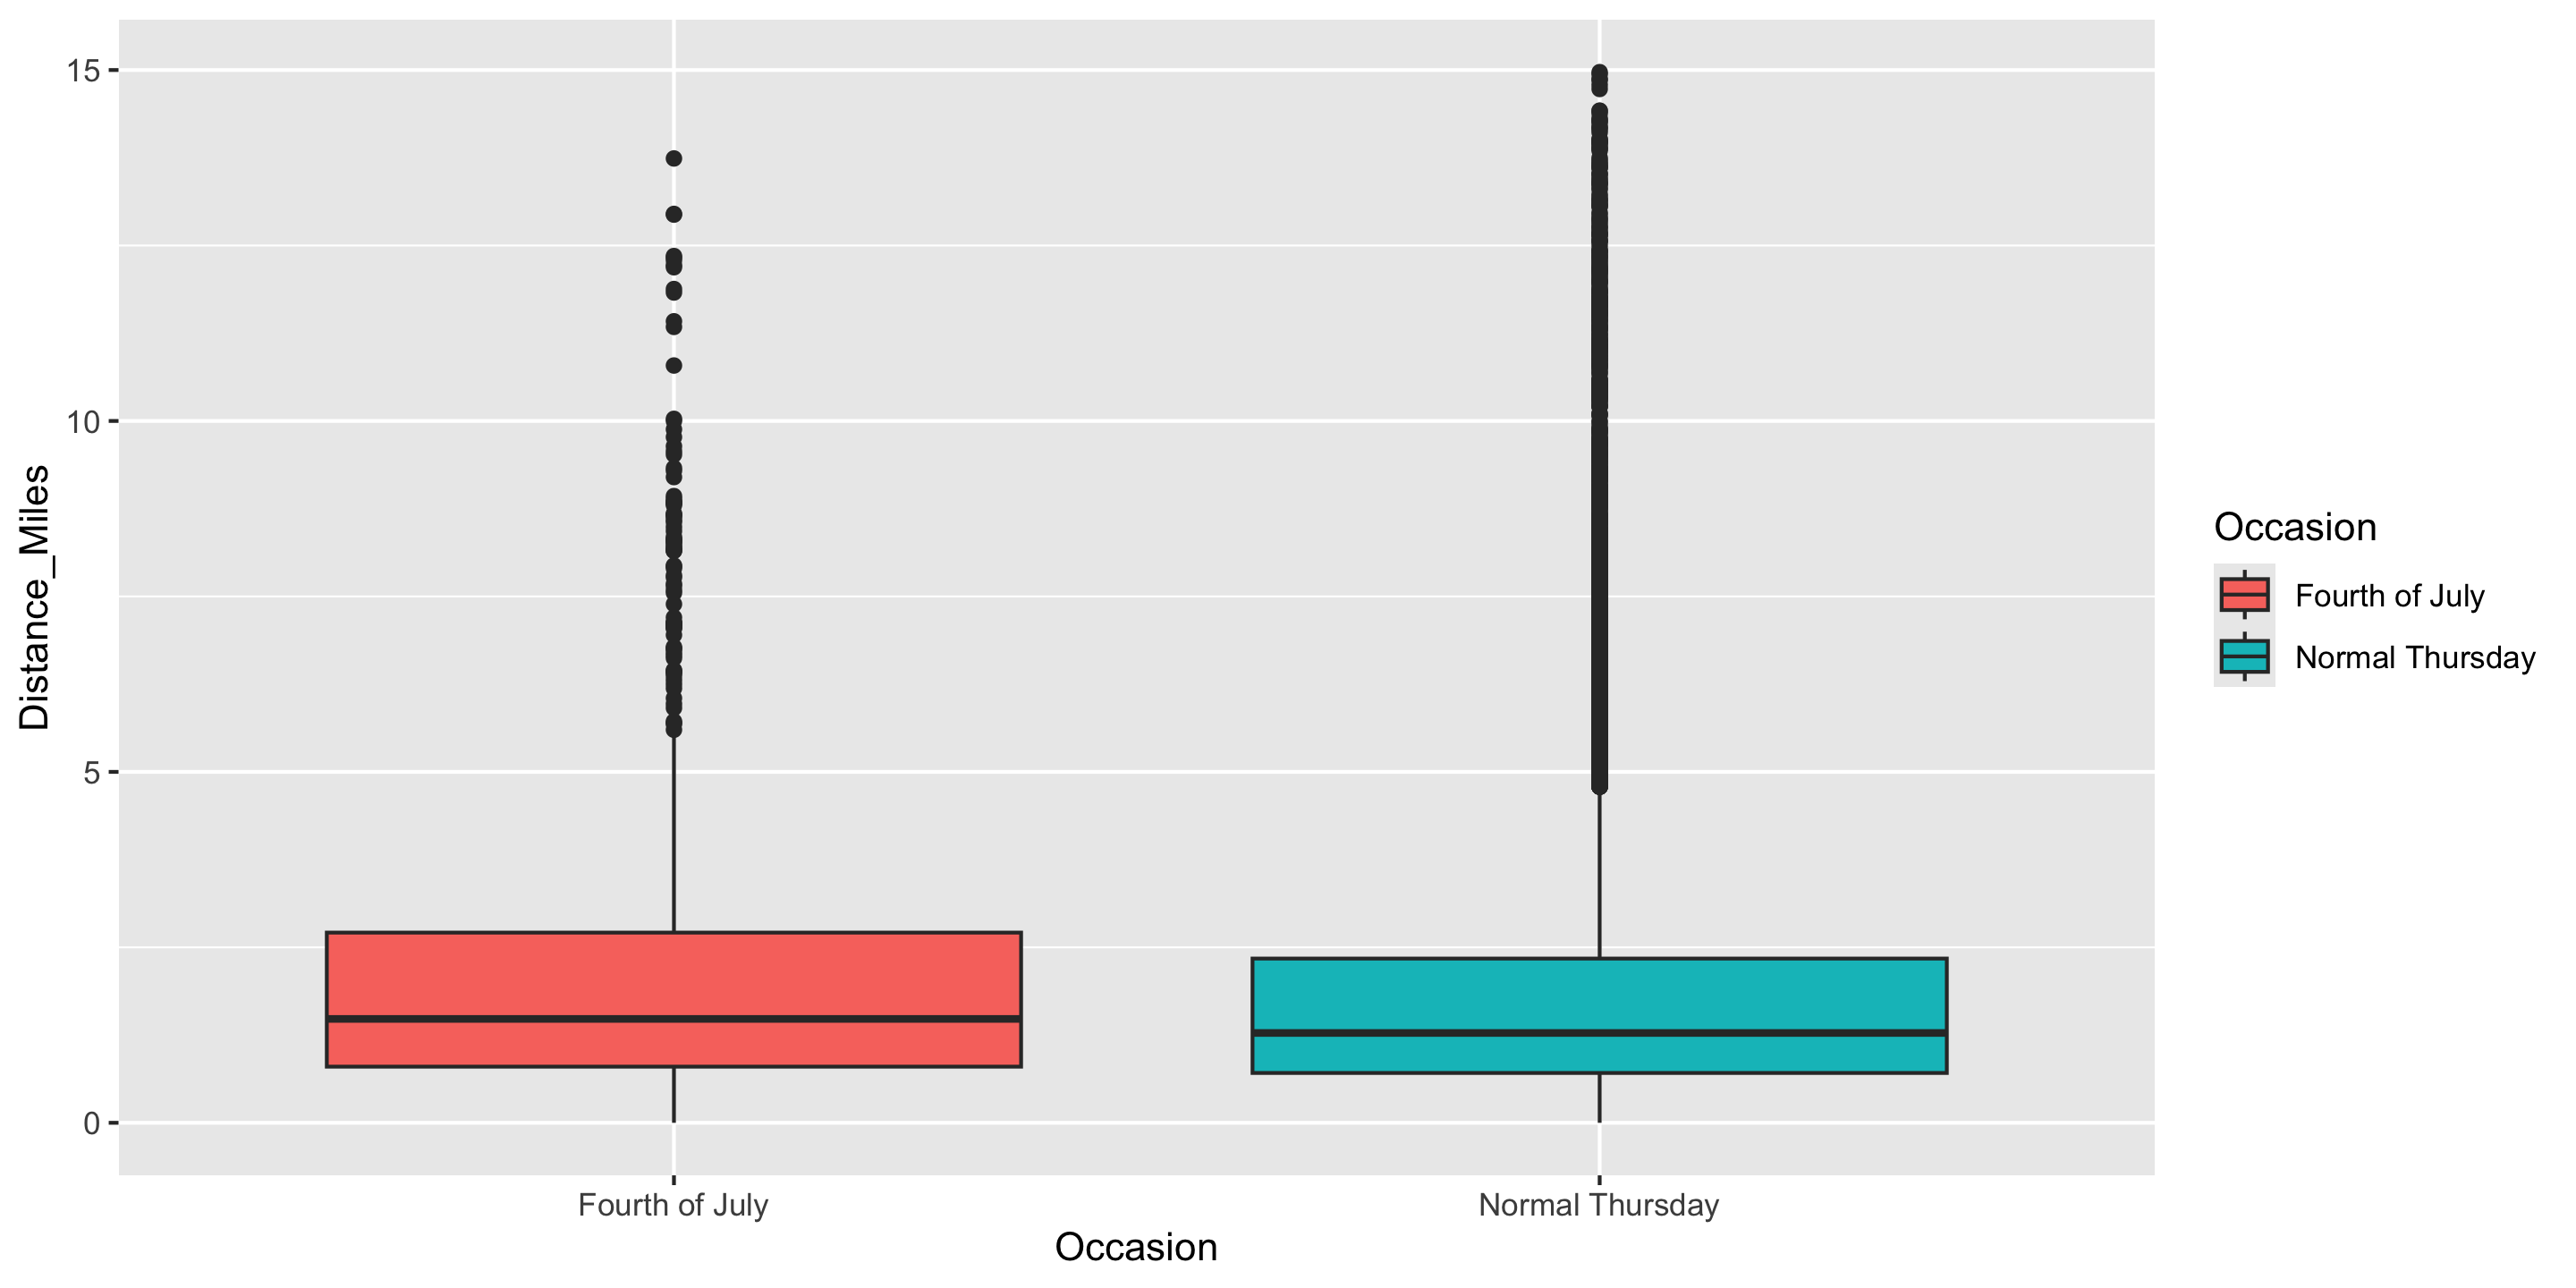 Distance_Miles
15
10
5
0
Fourth of July
Normal Thursday
Occasion
Occasion
Fourth of July
Normal Thursday